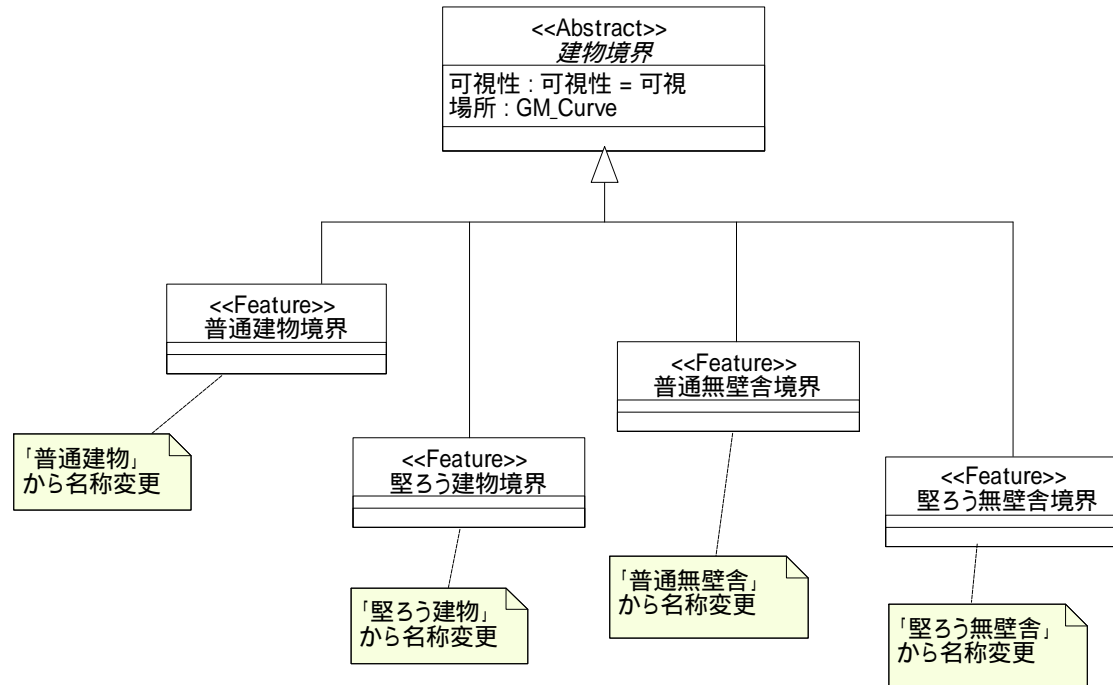 <<Abstract>>
建物境界
可視性 : 可視性 = 可視
場所 : GM_Curve
<<Feature>>
普通建物境界
「普通建物」
から名称変更
<<Feature>>
堅ろう建物境界
「堅ろう建物」
から名称変更
<<Feature>>
普通無壁舎境界
「普通無壁舎」
から名称変更
<<Feature>>
堅ろう無壁舎境界
「堅ろう無壁舎」
から名称変更